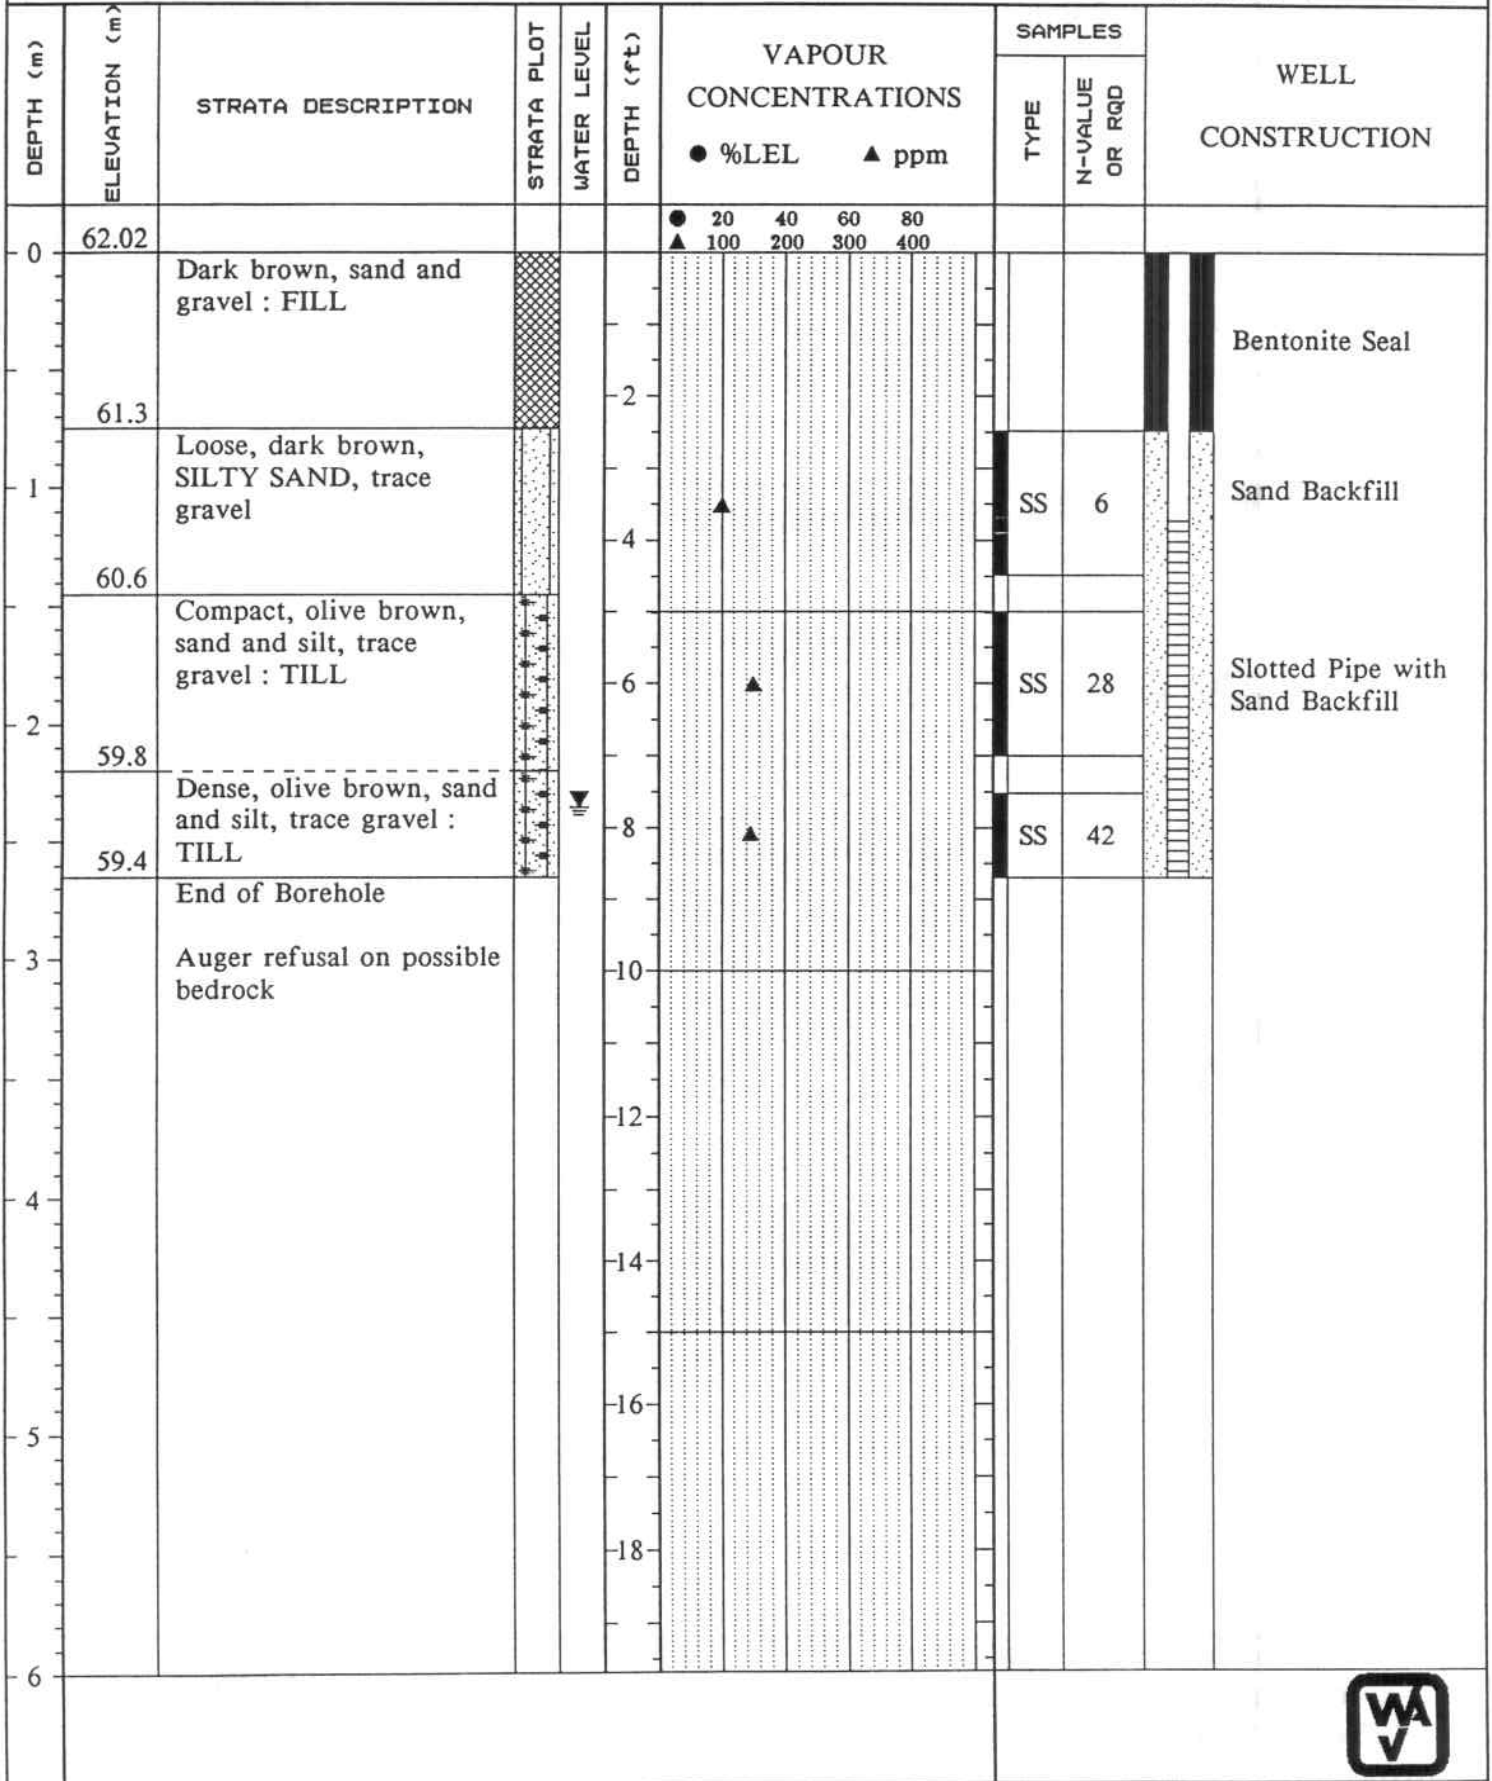 DEPTH (m)
ELEVATION (m)
STRATA DESCRIPTION
STRATA PLOT
WATER LEVEL
DEPTH (ft)
VAPOUR
CONCENTRATIONS
● %LEL ▲ ppm
SAMPLES
TYPE
N-VALUE
OR RQD
WELL
CONSTRUCTION
● 20 40 60 80
▲ 100 200 300 400
0
62.02
Dark brown, sand and
gravel : FILL
61.3
Bentonite Seal
2
Loose, dark brown,
SILTY SAND, trace
gravel
60.6
1
SS 6
Sand Backfill
4
Compact, olive brown,
sand and silt, trace
gravel : TILL
59.8
6
SS 28
Slotted Pipe with
Sand Backfill
2
Dense, olive brown, sand
and silt, trace gravel :
TILL
59.4
8
SS 42
End of Borehole
Auger refusal on possible
bedrock
3
10
12
4
14
16
5
18
6
WA
V